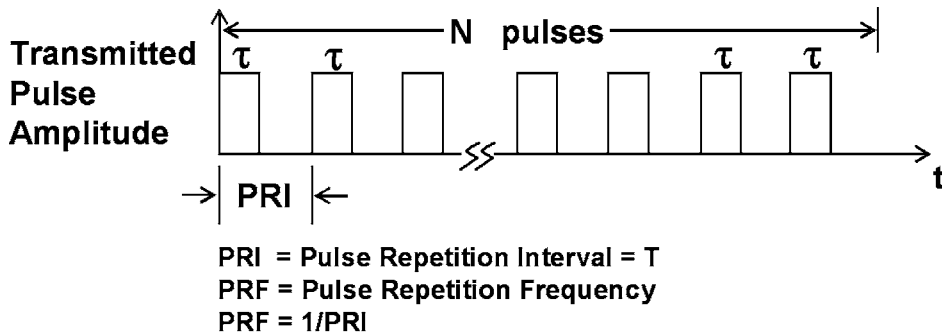 N pulses
Transmitted
Pulse
Amplitude
τ τ τ τ
t
PRI
PRI = Pulse Repetition Interval = T
PRF = Pulse Repetition Frequency
PRF = 1/PRI